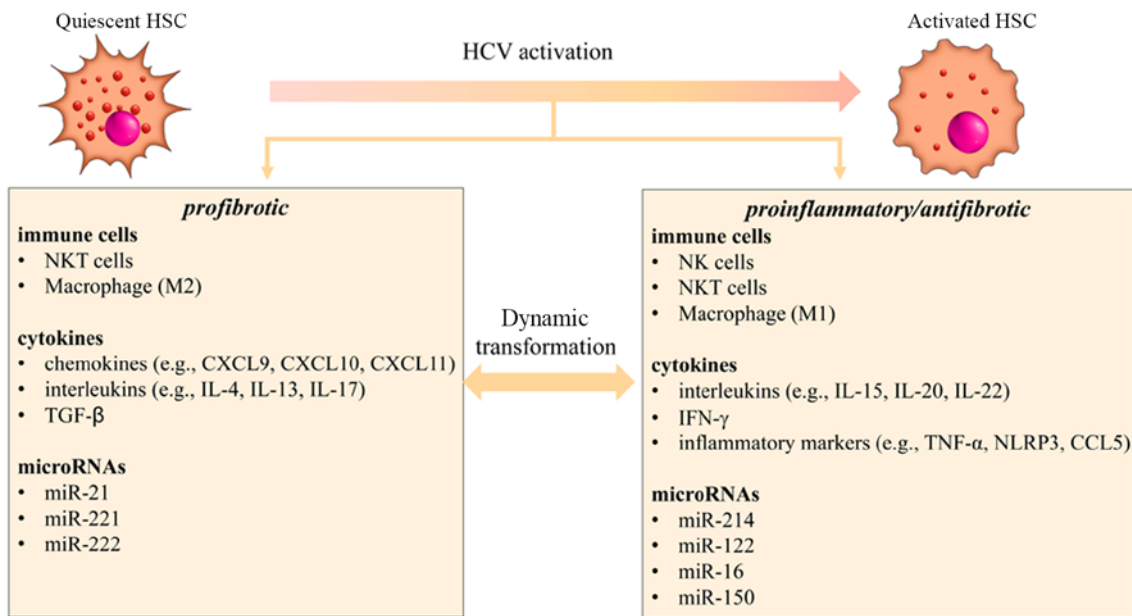 Quiescent HSC
Activated HSC
HCV activation
profibrotic
immune cells
• NKT cells
• Macrophage (M2)
cytokines
• chemokines (e.g., CXCL9, CXCL10, CXCL11)
• interleukins (e.g., IL-4, IL-13, IL-17)
• TGF-β
microRNAs
• miR-21
• miR-221
• miR-222
Dynamic
transformation
proinflammatory/antifibrotic
immune cells
• NK cells
• NKT cells
• Macrophage (M1)
cytokines
• interleukins (e.g., IL-15, IL-20, IL-22)
• IFN-γ
• inflammatory markers (e.g., TNF-α, NLRP3, CCL5)
microRNAs
• miR-214
• miR-122
• miR-16
• miR-150